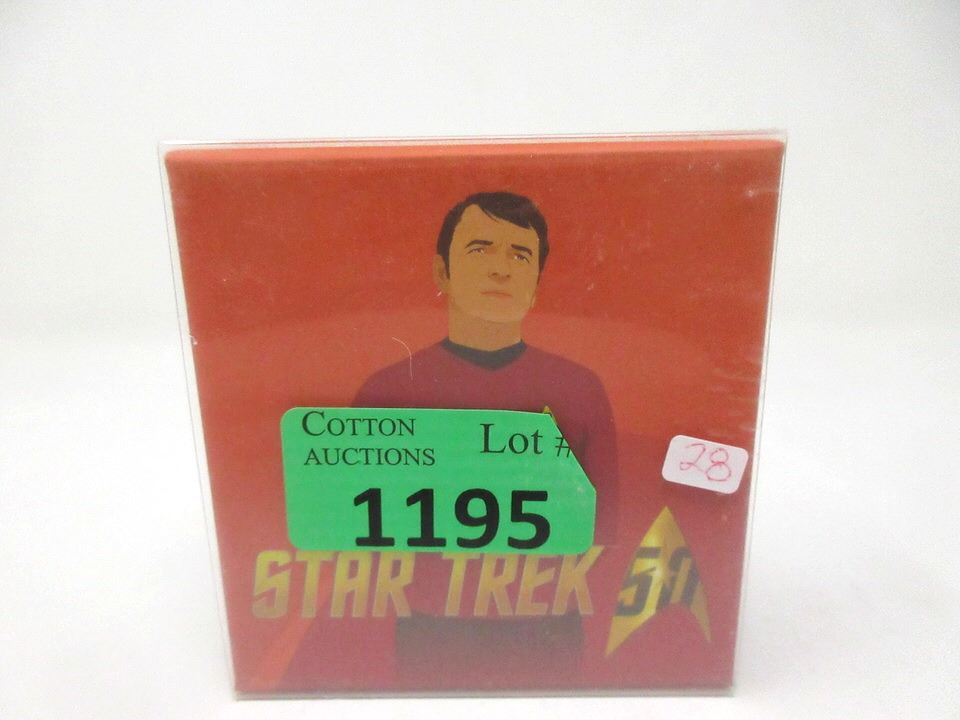 COTTON
AUCTIONS
Lot #
1195
28
STAR TREK 50